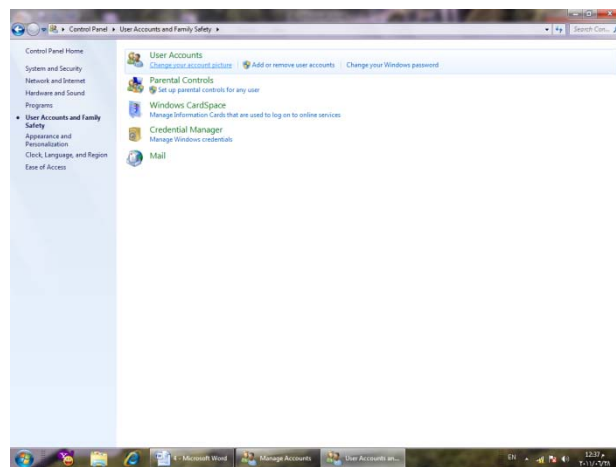 Control Panel
User Accounts and Family Safety
Search Con...
Control Panel Home
System and Security
Network and Internet
Hardware and Sound
Programs
User Accounts and Family
Safety
Appearance and
Personalization
Clock, Language, and Region
Ease of Access
User Accounts
Change your account picture
Add or remove user accounts
Change your Windows password
Parental Controls
Set up parental controls for any user
Windows CardSpace
Manage Information Cards that are used to log on to online services
Credential Manager
Manage Windows credentials
Mail
- Microsoft Word
Manage Accounts
User Accounts an...
EN